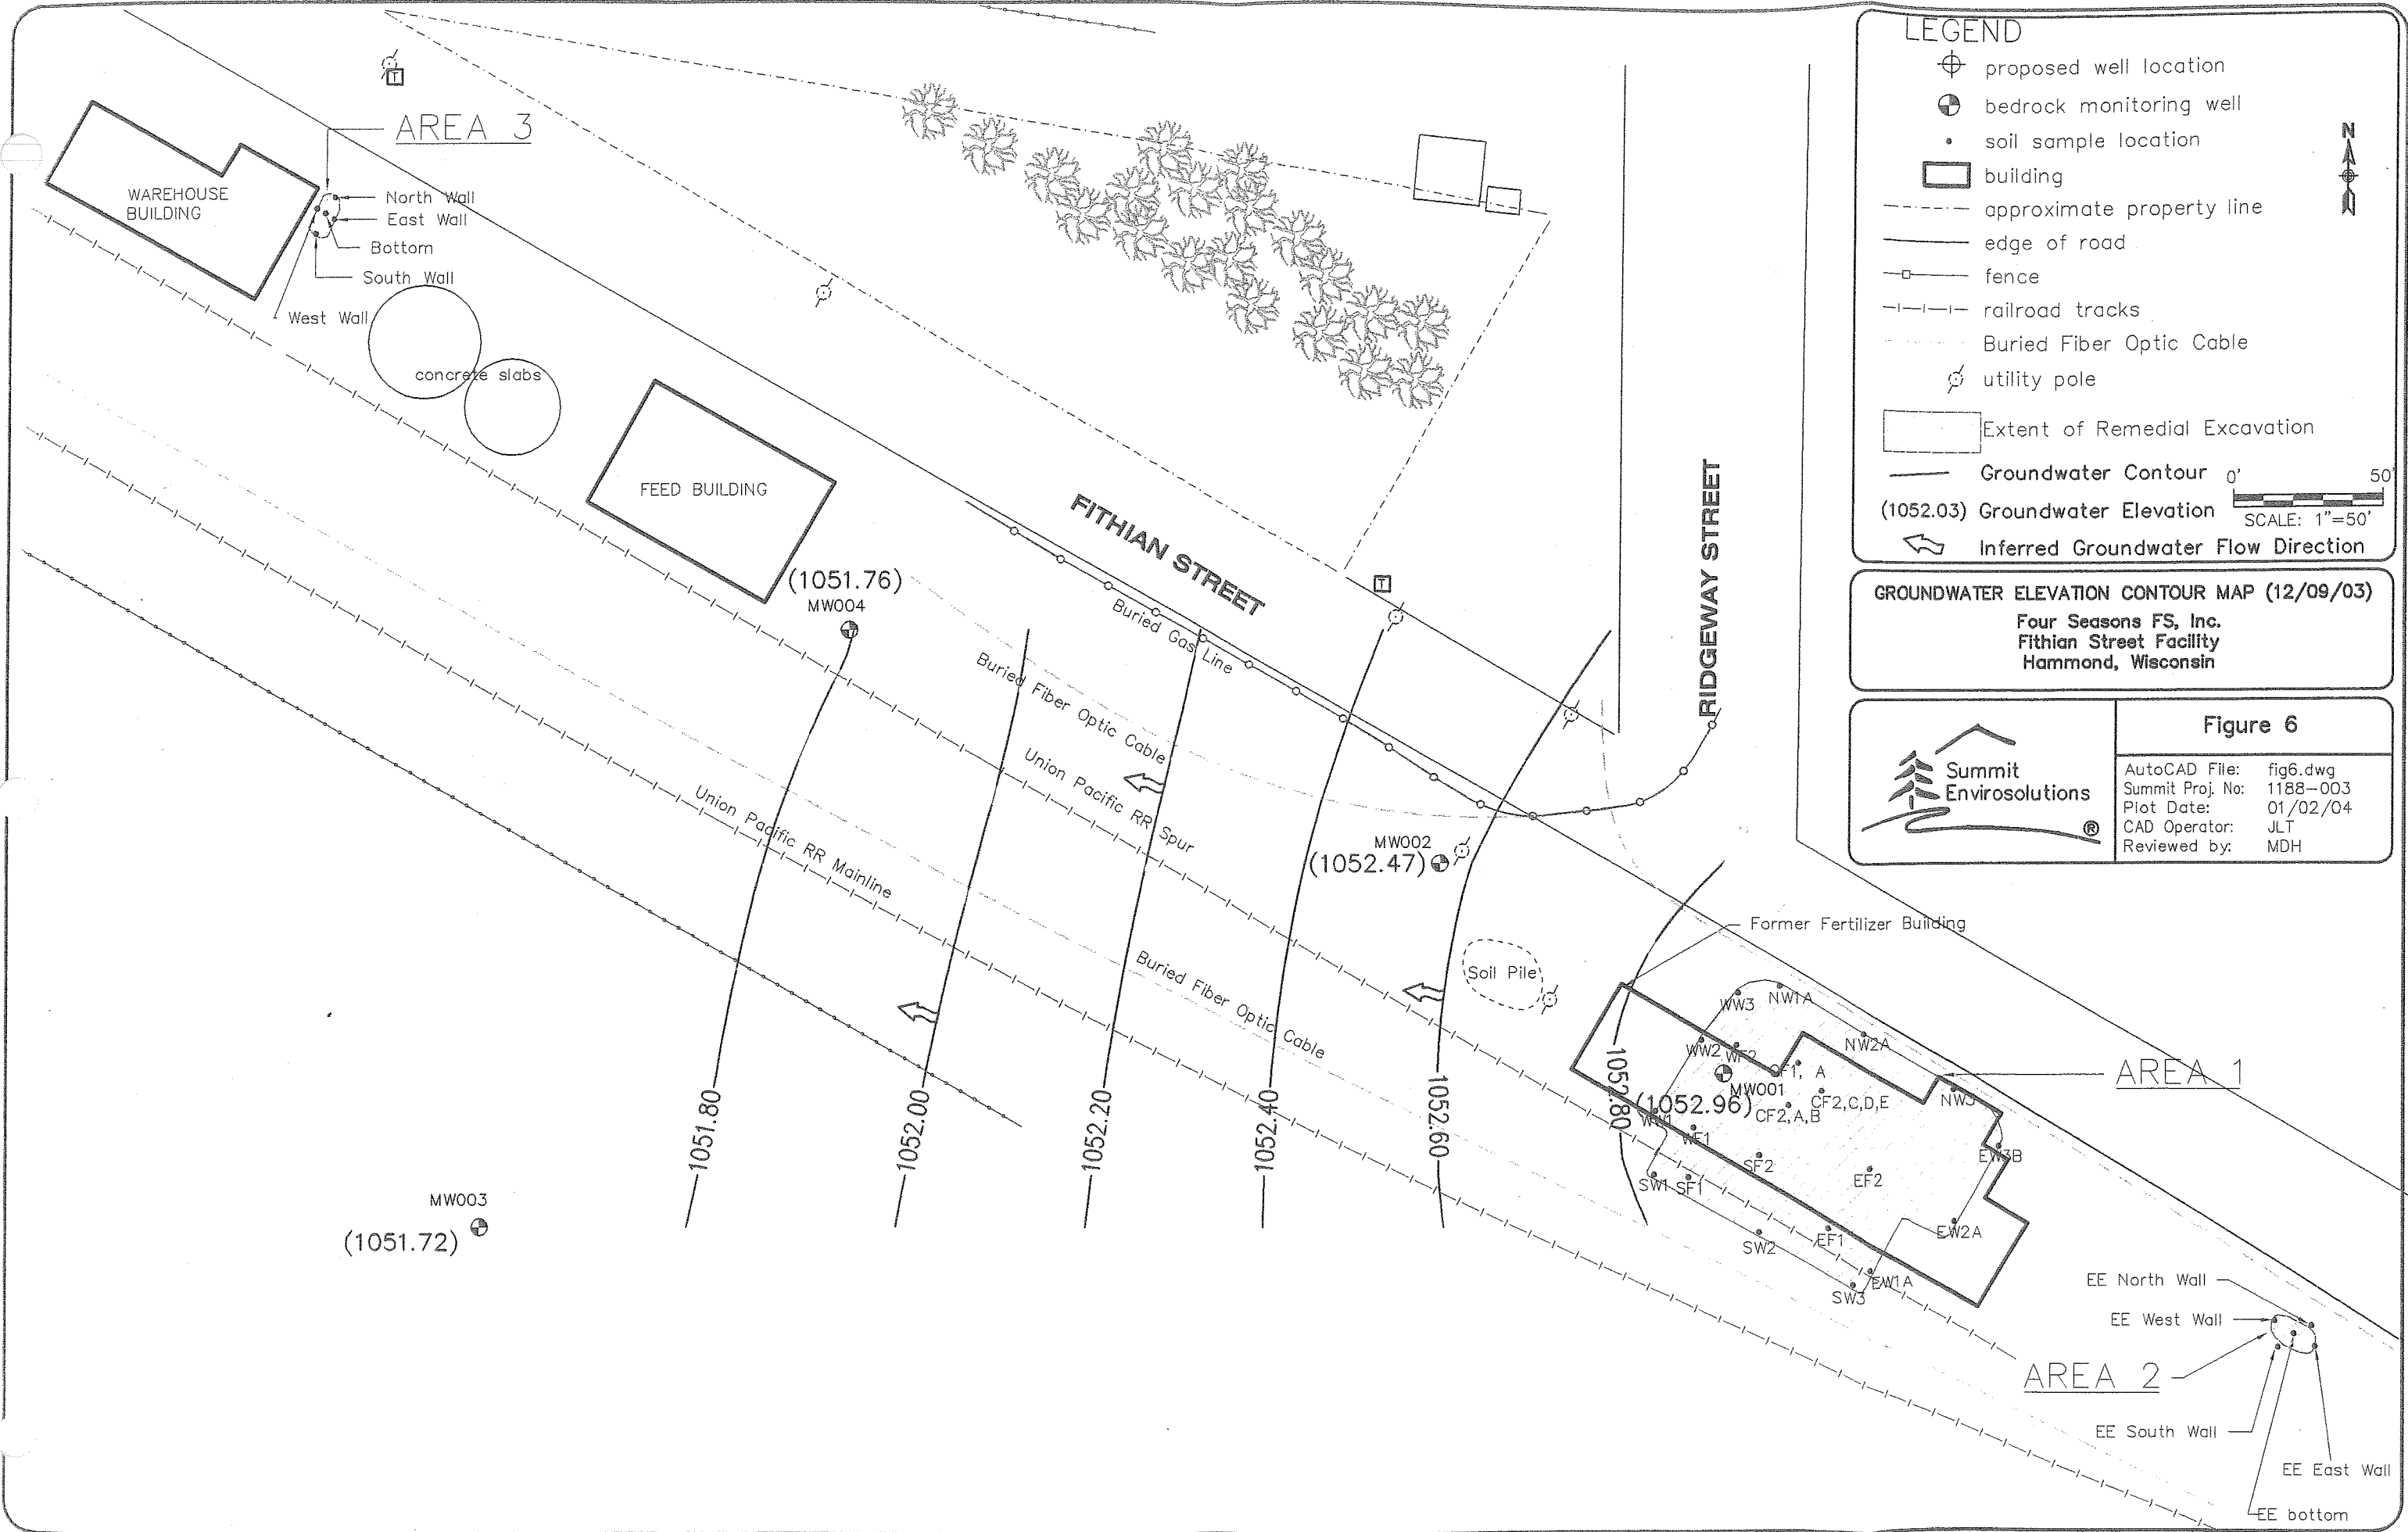 LEGEND
proposed well location
bedrock monitoring well
soil sample location
building
approximate property line
edge of road
fence
railroad tracks
Buried Fiber Optic Cable
utility pole
Extent of Remedial Excavation
Groundwater Contour
0' 50'
(1052.03) Groundwater Elevation
SCALE: 1"=50'
Inferred Groundwater Flow Direction
N
GROUNDWATER ELEVATION CONTOUR MAP (12/09/03)
Four Seasons FS, Inc.
Fithian Street Facility
Hammond, Wisconsin
Summit
Envirosolutions
®
Figure 6
AutoCAD File: fig6.dwg
Summit Proj. No: 1188-003
Plot Date: 01/02/04
CAD Operator: JLT
Reviewed by: MDH
T
AREA 3
WAREHOUSE
BUILDING
North Wall
East Wall
Bottom
South Wall
West Wall
concrete slabs
FEED BUILDING
FITHIAN STREET
RIDGEWAY STREET
T
(1051.76)
MW004
Buried Gas Line
Buried Fiber Optic Cable
Union Pacific RR Spur
Union Pacific RR Mainline
Buried Fiber Optic Cable
MW002
(1052.47)
Former Fertilizer Building
Soil Pile
WW3
NW1A
NW2A
WW2
WF2
F1, A
MW001
(1052.96)
CF2,C,D,E
CF2,A,B
NW3
AREA 1
WW1
WF1
EW3B
SF2
EF2
SW1
SF1
EW2A
EF1
SW2
EW1A
SW3
1051.80
1052.00
1052.20
1052.40
1052.60
1052.80
MW003
(1051.72)
EE North Wall
EE West Wall
AREA 2
EE South Wall
EE East Wall
EE bottom